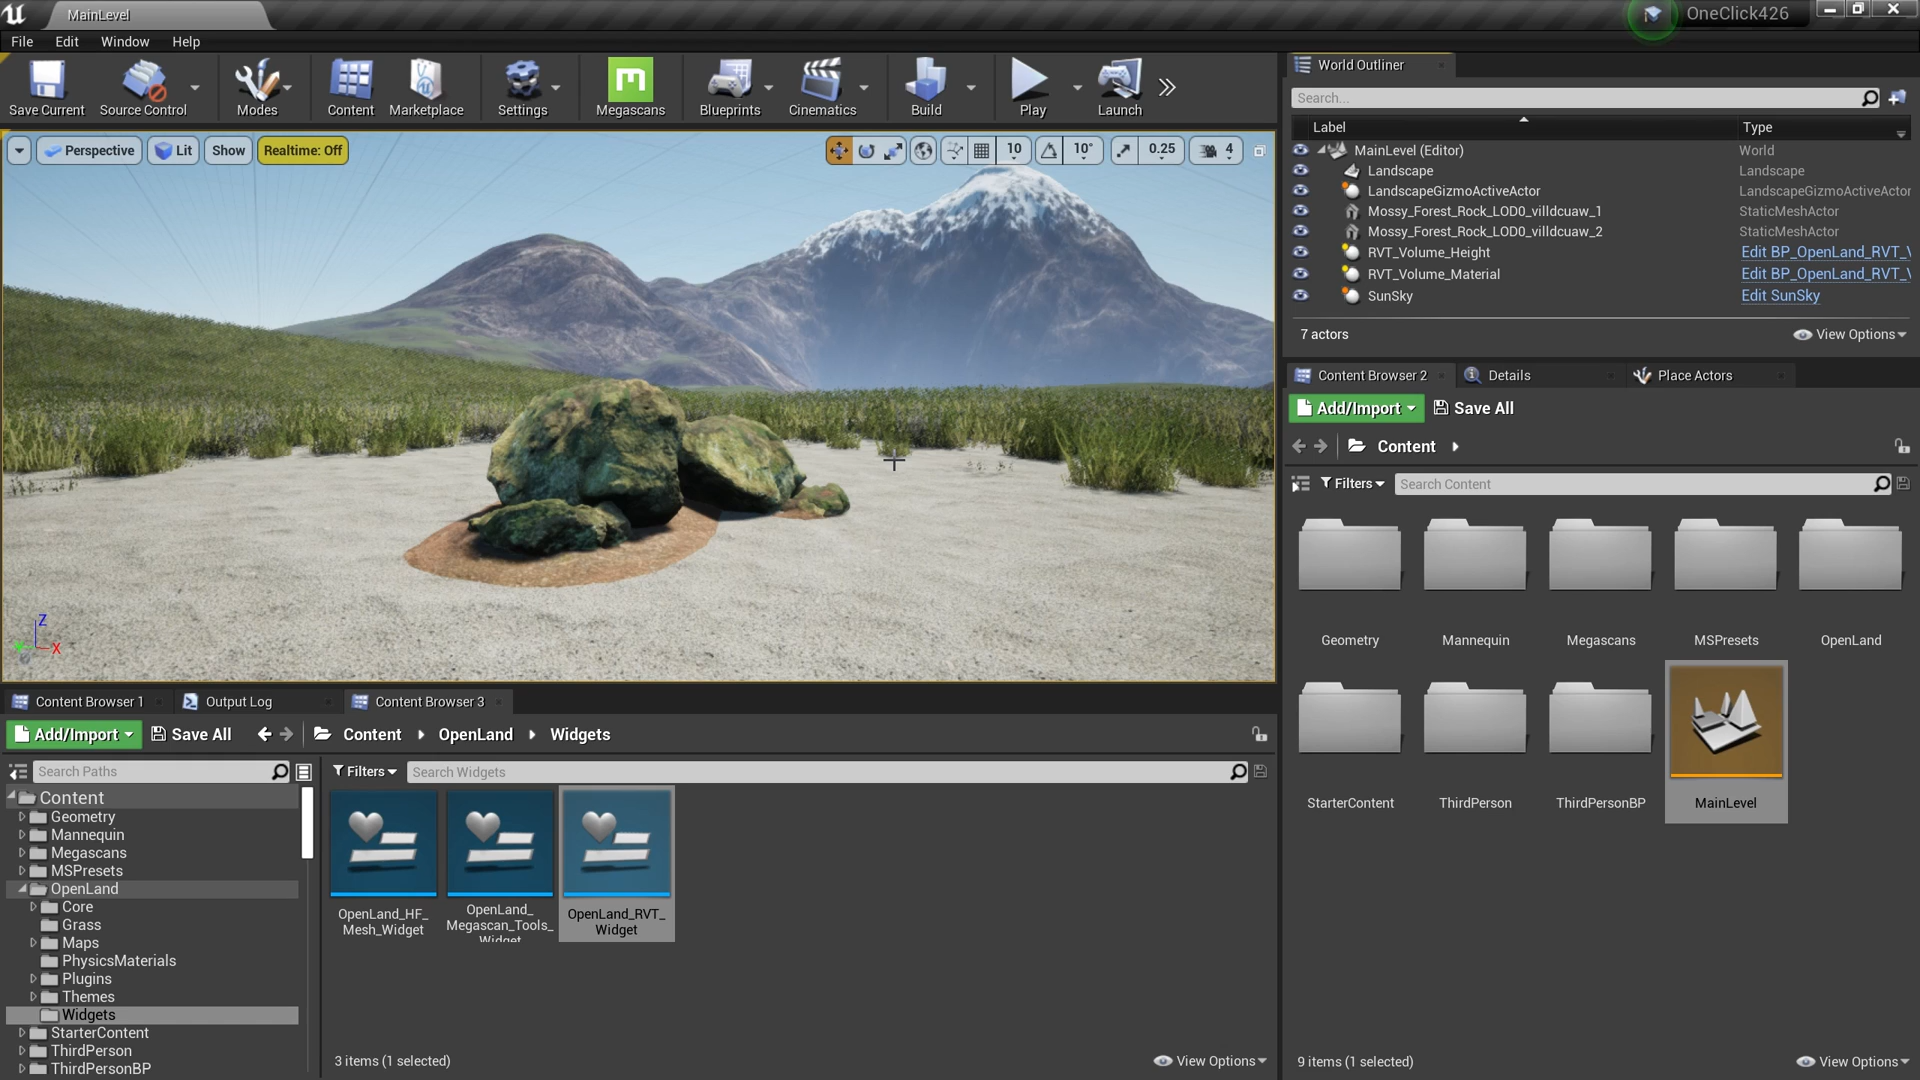 MainLevel
OneClick426
File Edit Window Help
Save Current Source Control Modes Content Marketplace Settings Megascans Blueprints Cinematics Build Play Launch
Perspective Lit Show Realtime: Off 10 10° 0.25 4
World Outliner
Search...
Label Type
MainLevel (Editor) World
Landscape Landscape
LandscapeGizmoActiveActor LandscapeGizmoActiveActor
Mossy_Forest_Rock_LOD0_villdcuaw_1 StaticMeshActor
Mossy_Forest_Rock_LOD0_villdcuaw_2 StaticMeshActor
RVT_Volume_Height Edit BP_OpenLand_RVT_V
RVT_Volume_Material Edit BP_OpenLand_RVT_V
SunSky Edit SunSky
7 actors View Options
Content Browser 2 Details Place Actors
Add/Import Save All
Content
Filters Search Content
Geometry Mannequin Megascans MSPresets OpenLand
StarterContent ThirdPerson ThirdPersonBP MainLevel
9 items (1 selected) View Options
Z
X
Content Browser 1 Output Log Content Browser 3
Add/Import Save All Content OpenLand Widgets
Search Paths
Content
Geometry
Mannequin
Megascans
MSPresets
OpenLand
Core
Grass
Maps
PhysicsMaterials
Plugins
Themes
Widgets
StarterContent
ThirdPerson
ThirdPersonBP
Filters Search Widgets
OpenLand_HF_
Mesh_Widget
OpenLand_
Megascan_Tools_
Widget
OpenLand_RVT_
Widget
3 items (1 selected) View Options